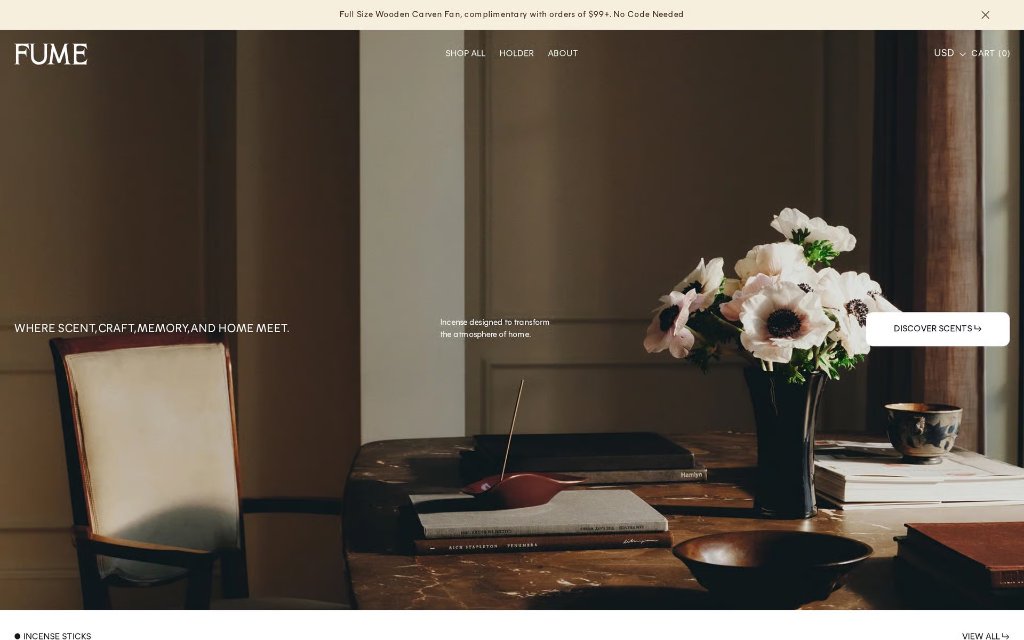 Full Size Wooden Carven Fan, complimentary with orders of $99+. No Code Needed
FUME
SHOP ALL
HOLDER
ABOUT
USD
CART (0)
WHERE SCENT,CRAFT,MEMORY,AND HOME MEET.
Incense designed to transform
the atmosphere of home.
DISCOVER SCENTS
Hamlyn
PENUMBRA
INCENSE STICKS
VIEW ALL